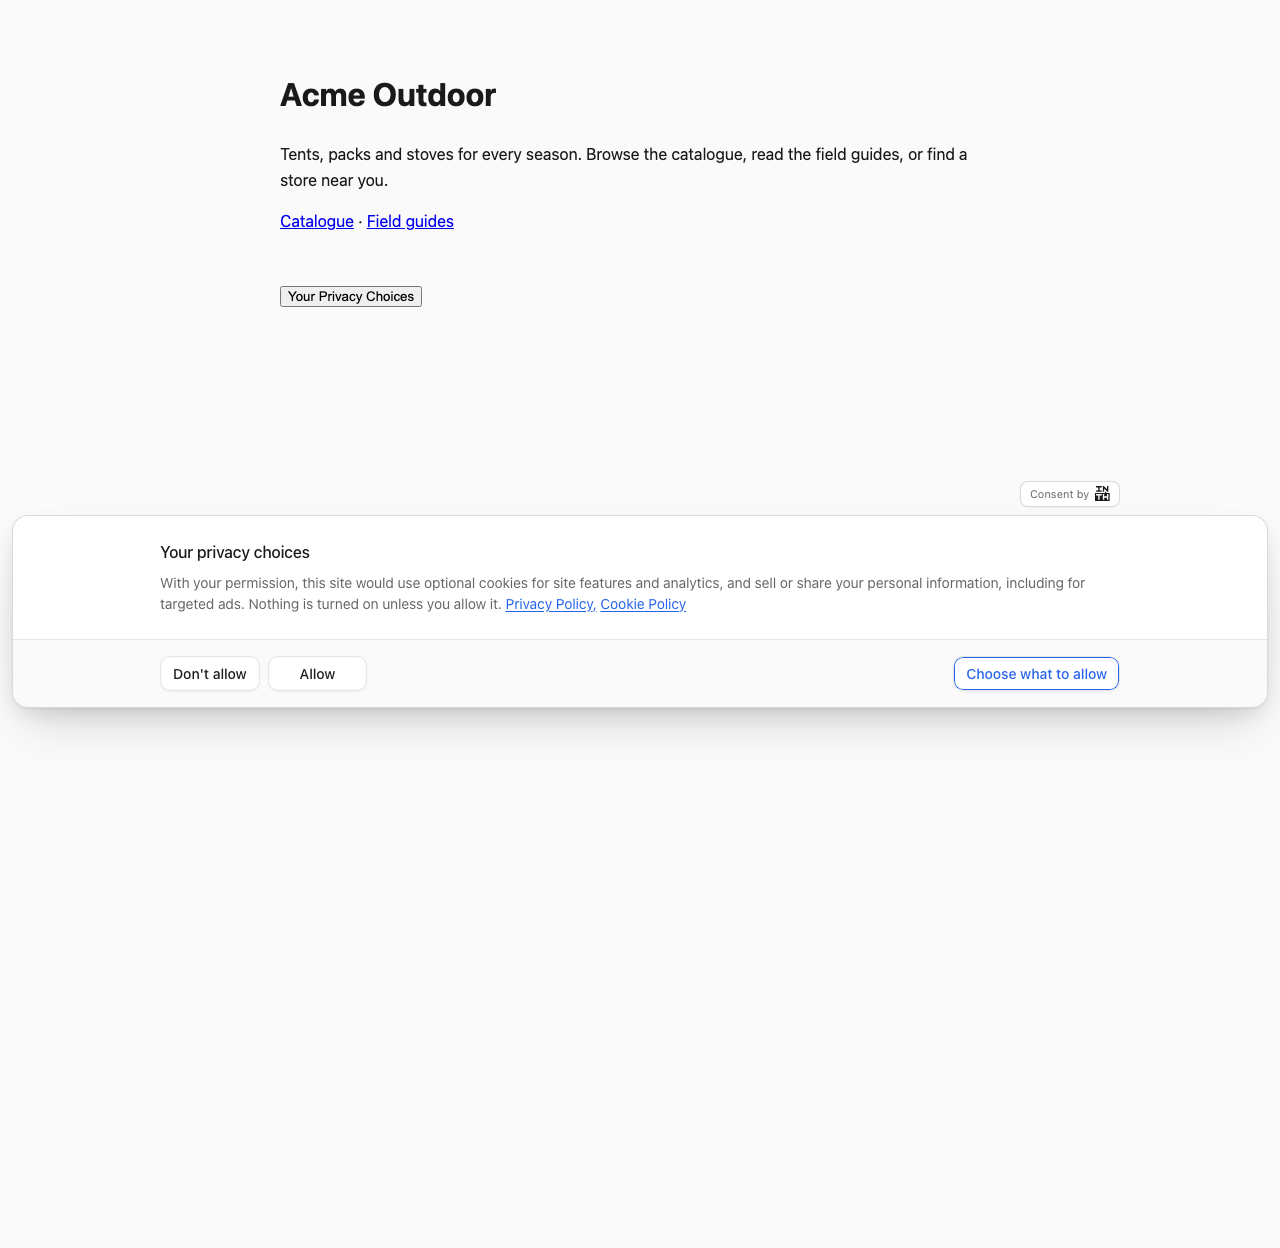 Acme Outdoor
Tents, packs and stoves for every season. Browse the catalogue, read the field guides, or find a
store near you.
Catalogue · Field guides
Your Privacy Choices
Consent by INTH
Your privacy choices
With your permission, this site would use optional cookies for site features and analytics, and sell or share your personal information, including for
targeted ads. Nothing is turned on unless you allow it. Privacy Policy, Cookie Policy
Don't allow Allow Choose what to allow